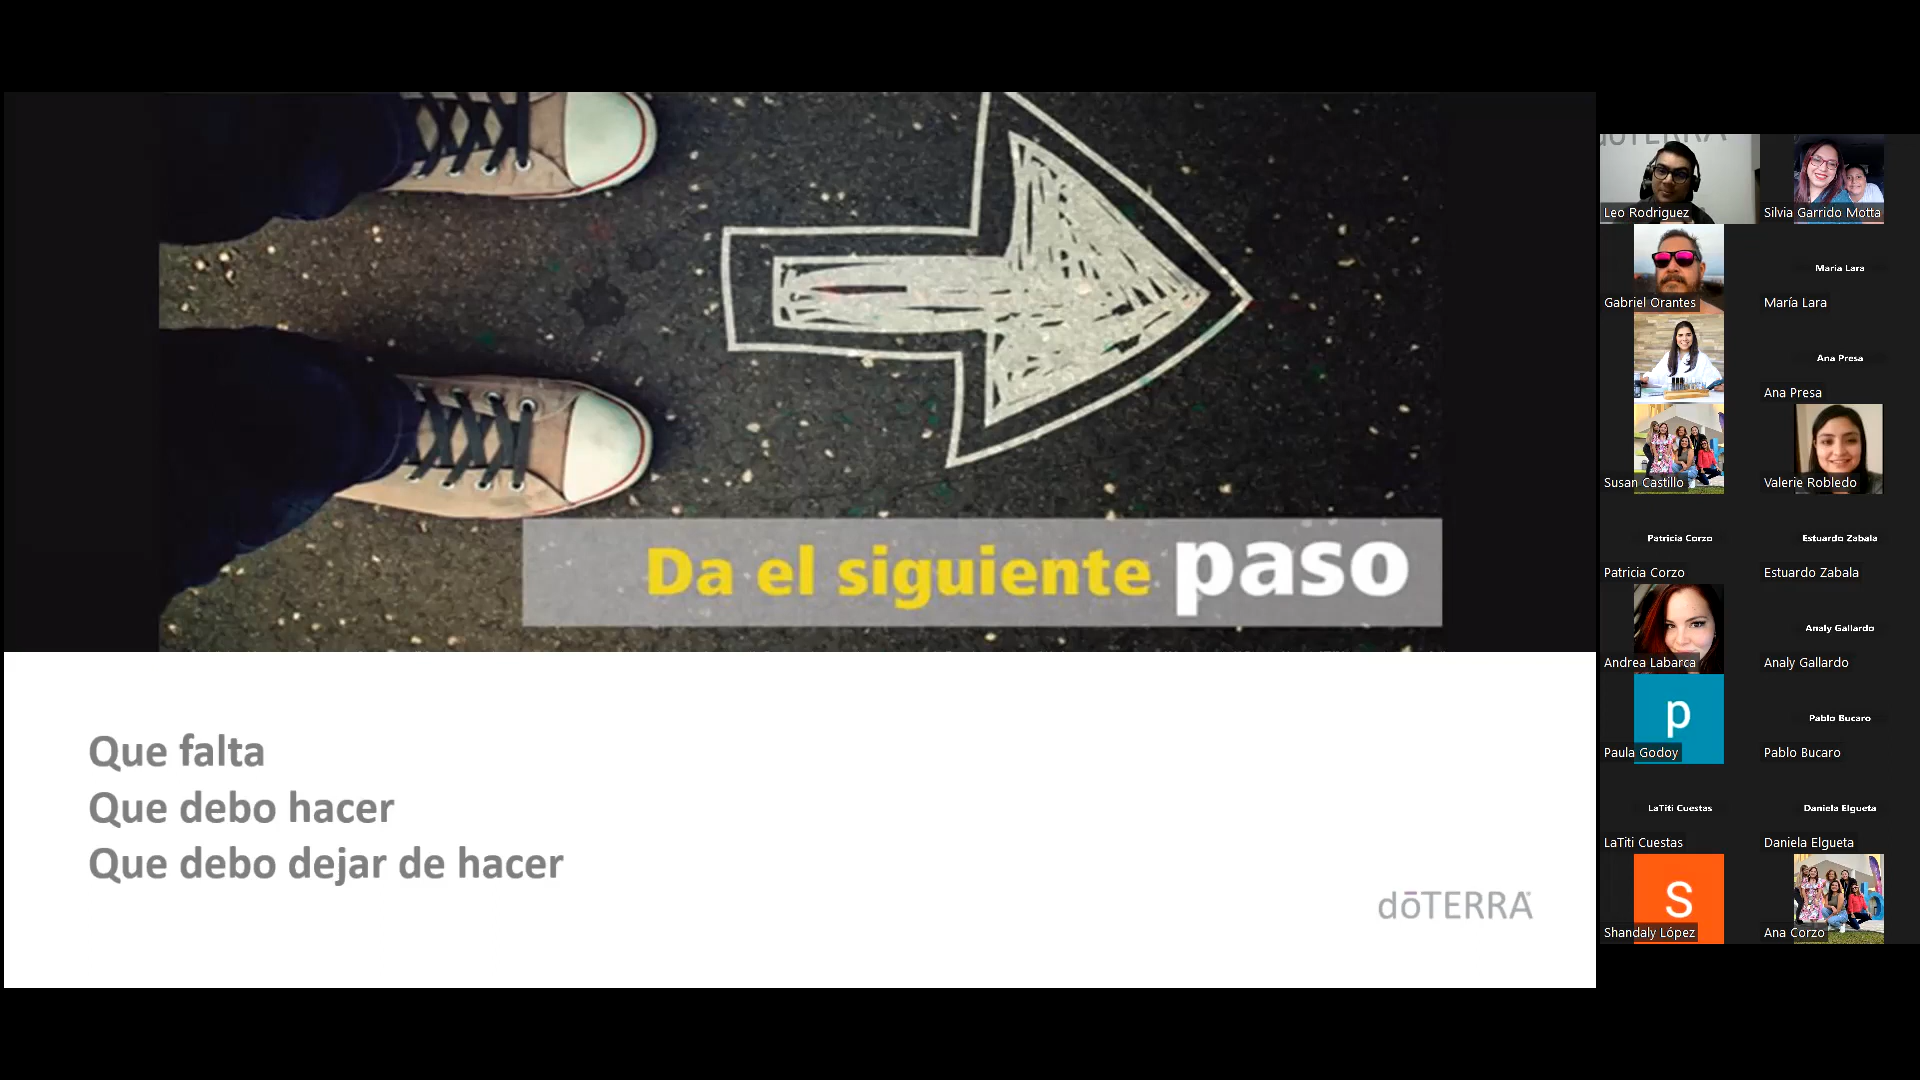 Da el siguiente paso
Que falta
Que debo hacer
Que debo dejar de hacer
dōTERRA
dōTERRA
Leo Rodriguez
Silvia Garrido Motta
Gabriel Orantes
Maria Lara
María Lara
Ana Presa
Ana Presa
Susan Castillo
Valerie Robledo
Patricia Corzo
Patricia Corzo
Estuardo Zabala
Estuardo Zabala
Andrea Labarca
Analy Gallardo
Analy Gallardo
p
Paula Godoy
Pablo Bucaro
Pablo Bucaro
LaTiti Cuestas
LaTiti Cuestas
Daniela Elgueta
Daniela Elgueta
S
Shandaly López
Ana Corzo